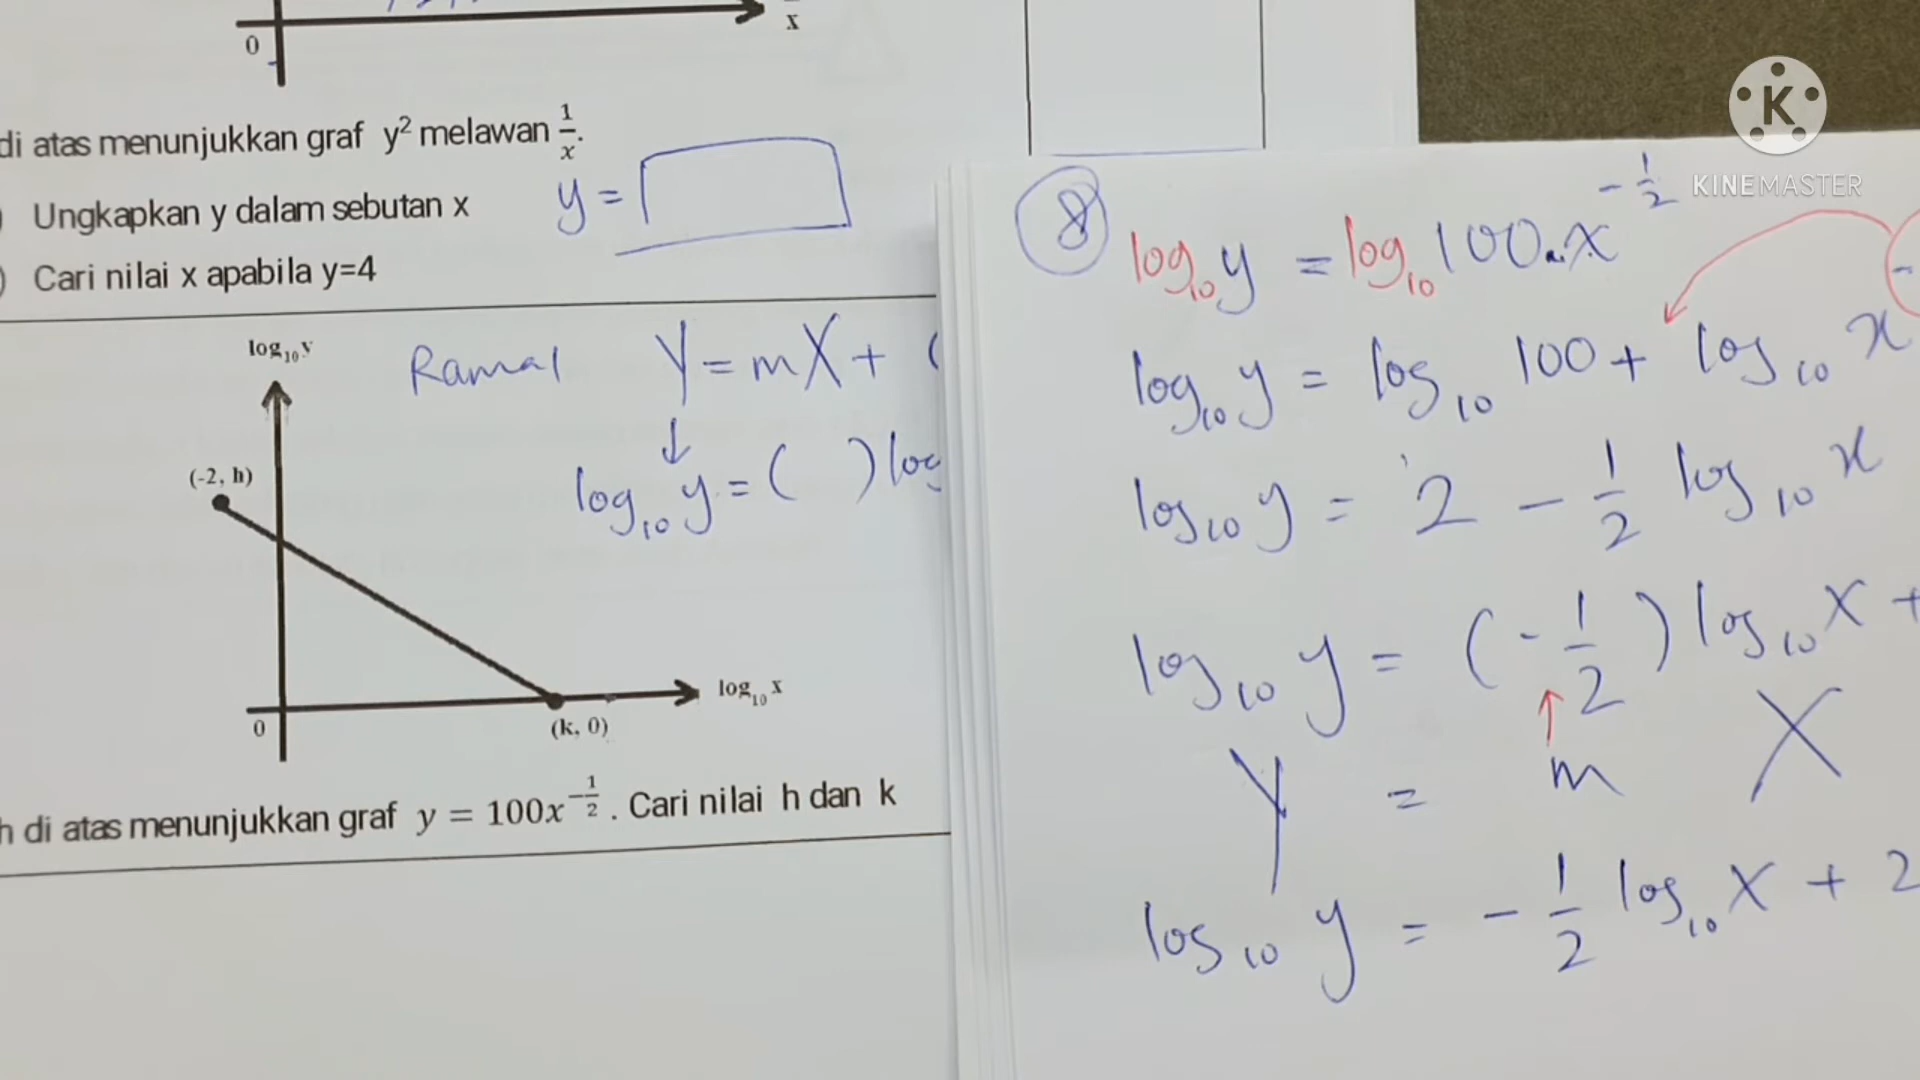 0
x
di atas menunjukkan graf y² melawan 1/x.
Ungkapkan y dalam sebutan x
y =
Cari nilai x apabila y=4
log₁₀ y
Ramal Y = mX + (
(-2, h)
log₁₀ y = ( ) log
log₁₀ x
0
(k, 0)
di atas menunjukkan graf y = 100x^(-1/2). Cari nilai h dan k
KINEMASTER
8
log₁₀ y = log₁₀ 100 . x^(-1/2)
log₁₀ y = log₁₀ 100 + log₁₀ x
log₁₀ y = 2 - 1/2 log₁₀ x
log₁₀ y = (-1/2) log₁₀ x +
Y = m X
log₁₀ y = - 1/2 log₁₀ x + 2